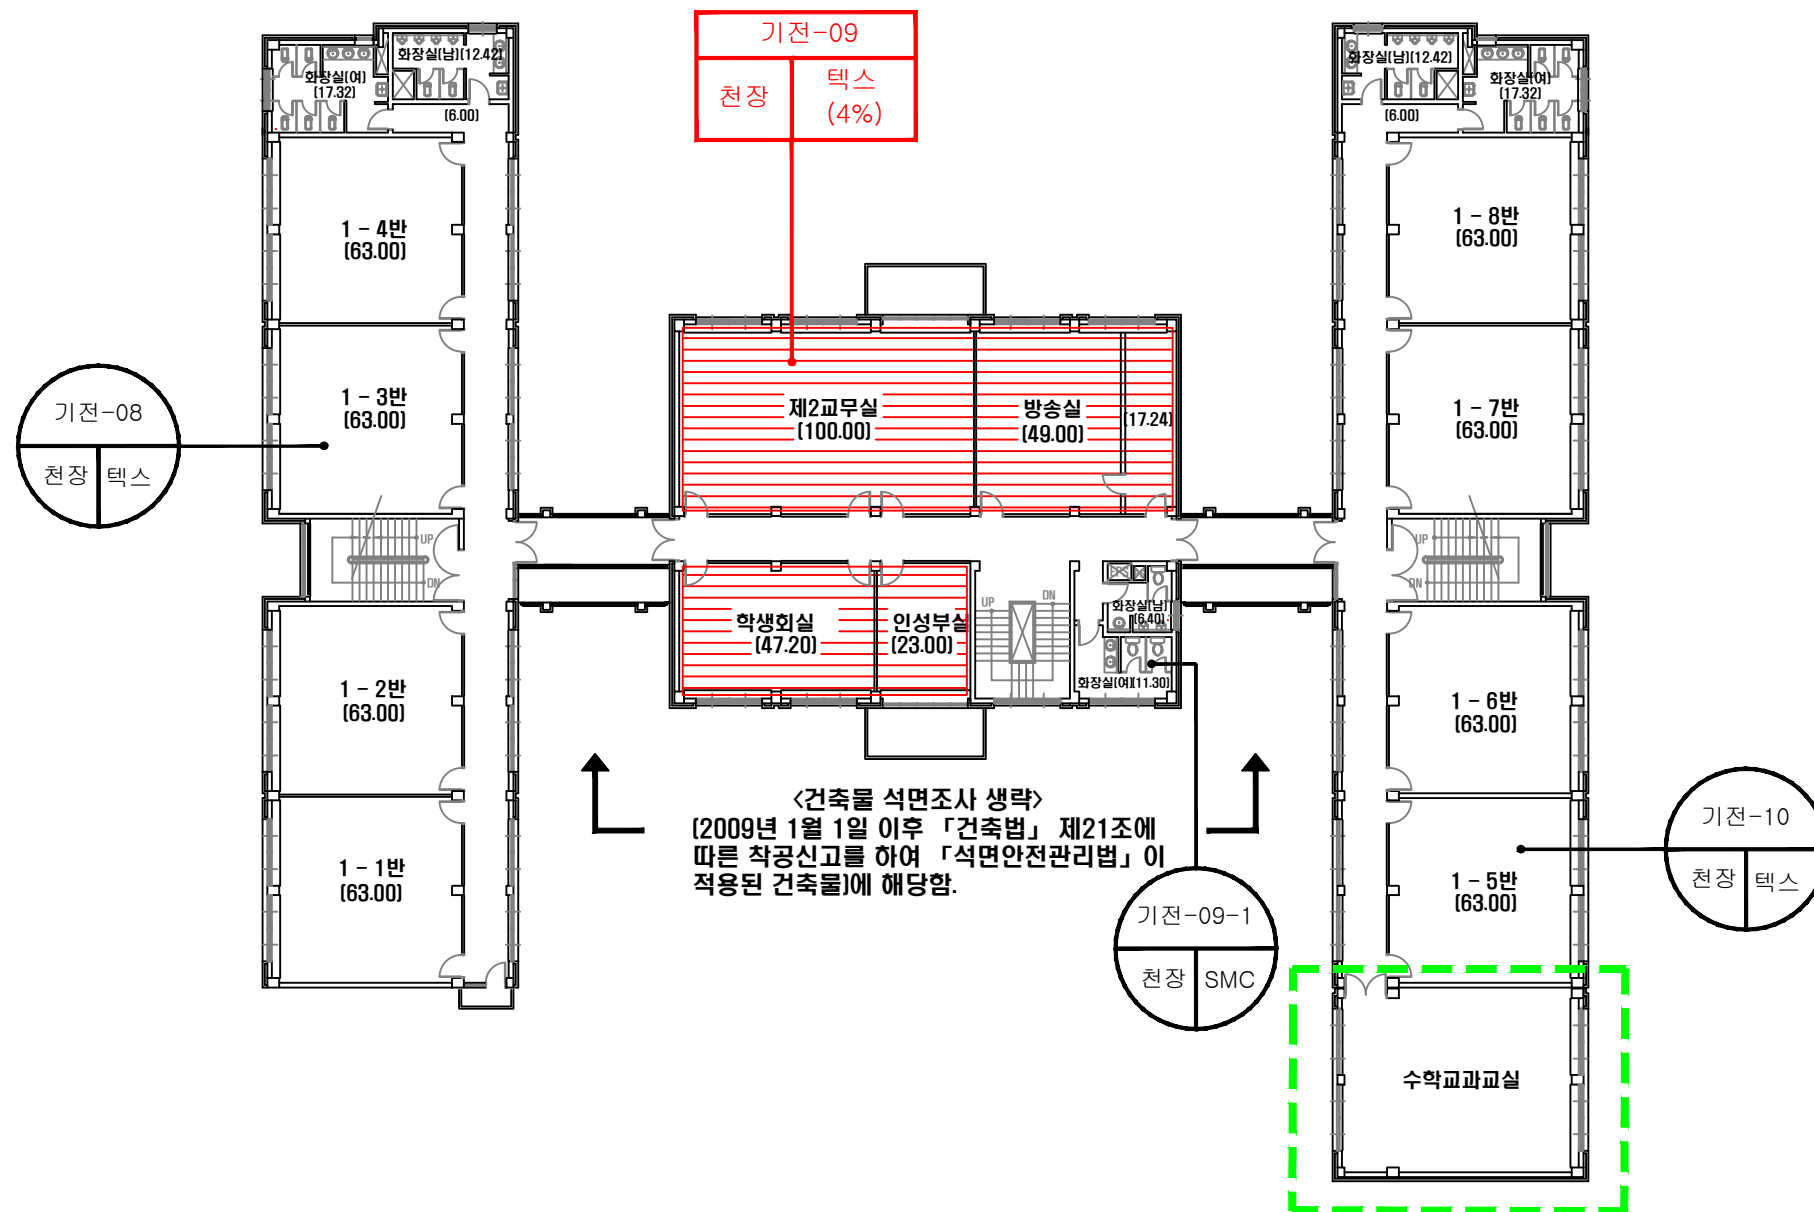 기전-09
천장
텍스
(4%)
화장실(여)
(17.32)
화장실(남)(12.42)
(6.00)
화장실(남)(12.42)
화장실(여)
(17.32)
(6.00)
1 - 4반
(63.00)
1 - 8반
(63.00)
기전-08
천장
텍스
1 - 3반
(63.00)
제2교무실
(100.00)
방송실
(49.00)
(17.24)
1 - 7반
(63.00)
UP
DN
UP
DN
학생회실
(47.20)
인성부실
(23.00)
UP
DN
화장실(남)
(6.40)
화장실(여)(11.30)
1 - 2반
(63.00)
1 - 6반
(63.00)
<건축물 석면조사 생략>
(2009년 1월 1일 이후 「건축법」 제21조에
따른 착공신고를 하여 「석면안전관리법」이
적용된 건축물)에 해당함.
1 - 1반
(63.00)
1 - 5반
(63.00)
기전-10
천장
텍스
기전-09-1
천장
SMC
수학교과교실